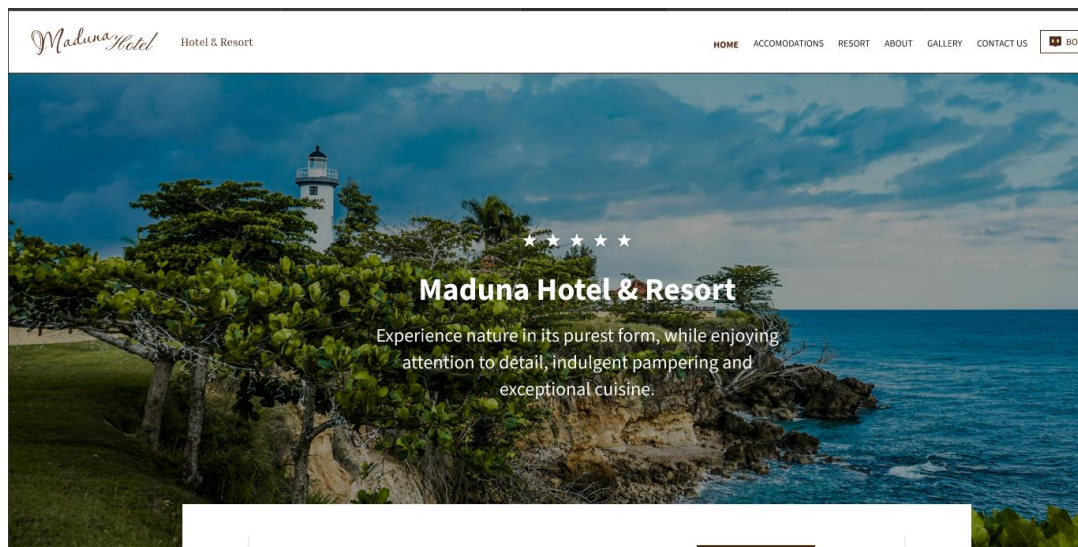 Maduna Hotel
Hotel & Resort
HOME ACCOMODATIONS RESORT ABOUT GALLERY CONTACT US BO
Maduna Hotel & Resort
Experience nature in its purest form, while enjoying
attention to detail, indulgent pampering and
exceptional cuisine.